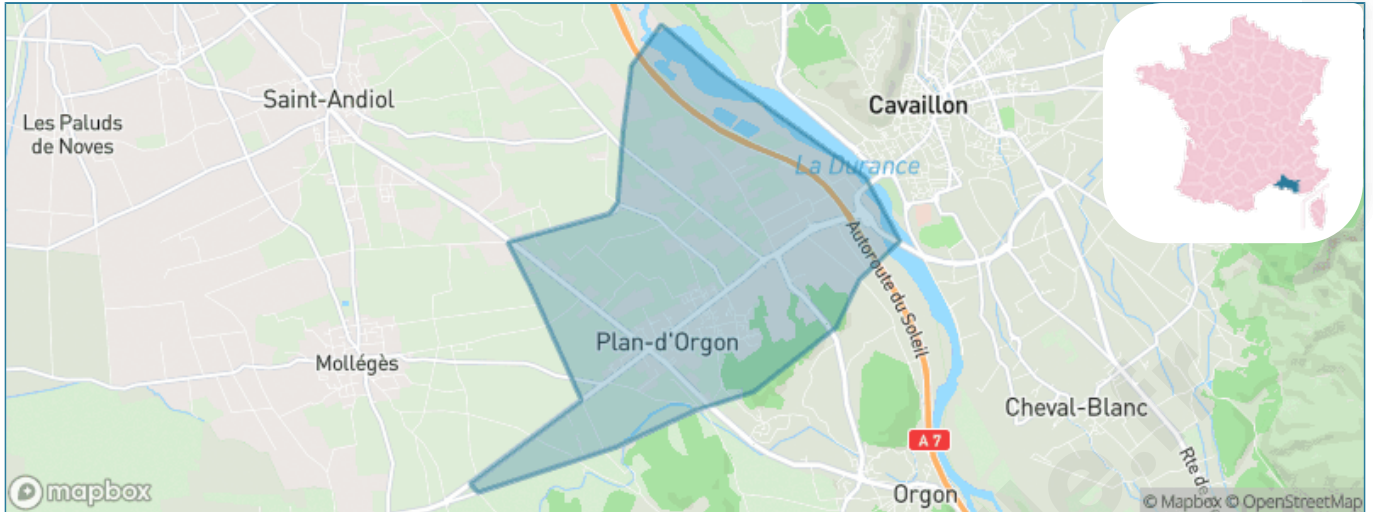 Saint-Andiol
Les Paluds
de Noves
Cavaillon
La Durance
Autoroute du Soleil
Plan-d'Orgon
Mollégès
Cheval-Blanc
A 7
Rte de
Orgon
mapbox
© Mapbox © OpenStreetMap